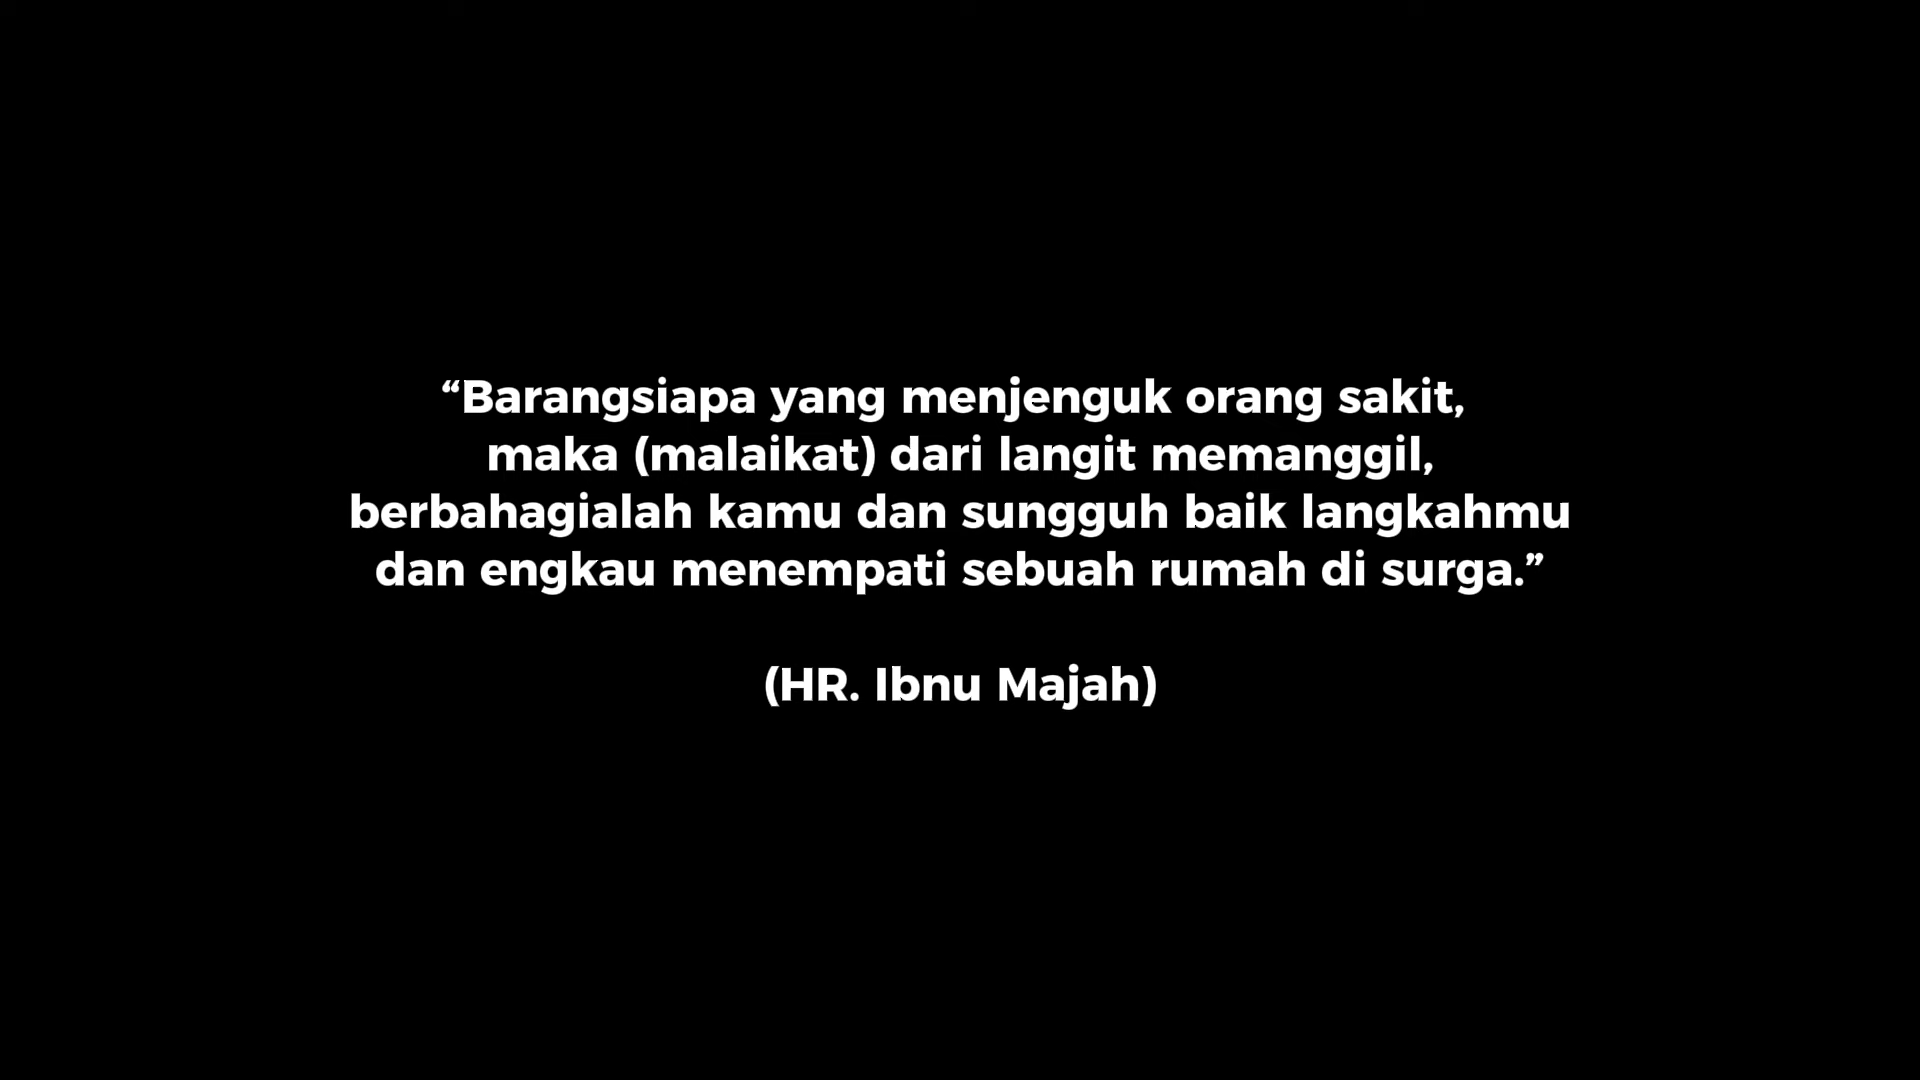 “Barangsiapa yang menjenguk orang sakit,
maka (malaikat) dari langit memanggil,
berbahagialah kamu dan sungguh baik langkahmu
dan engkau menempati sebuah rumah di surga.”
(HR. Ibnu Majah)